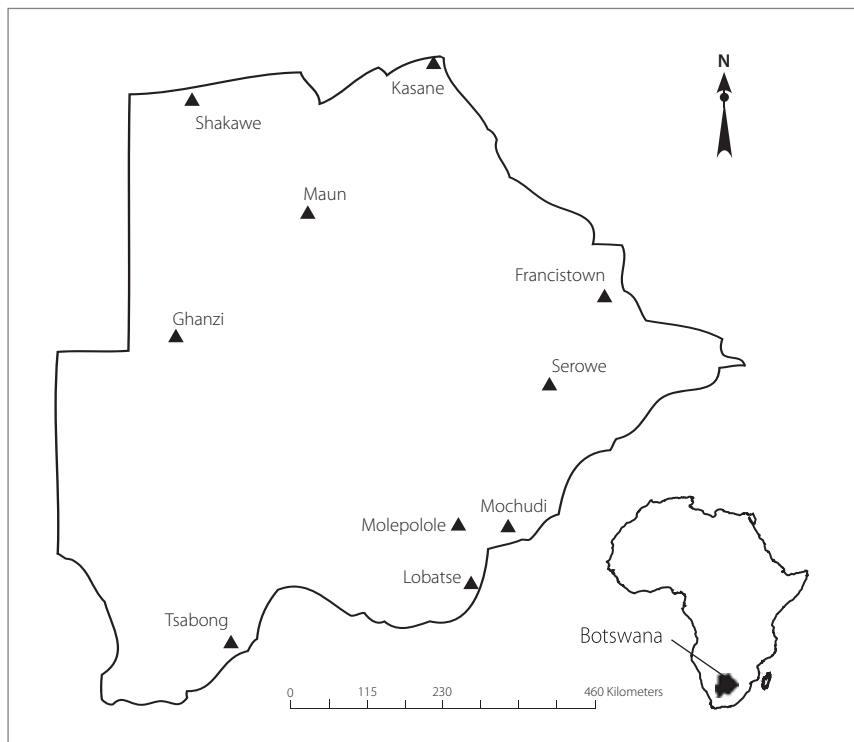 N
Kasane
Shakawe
Maun
Francistown
Ghanzi
Serowe
Mochudi
Molepolole
Lobatse
Tsabong
Botswana
0 115 230 460 Kilometers